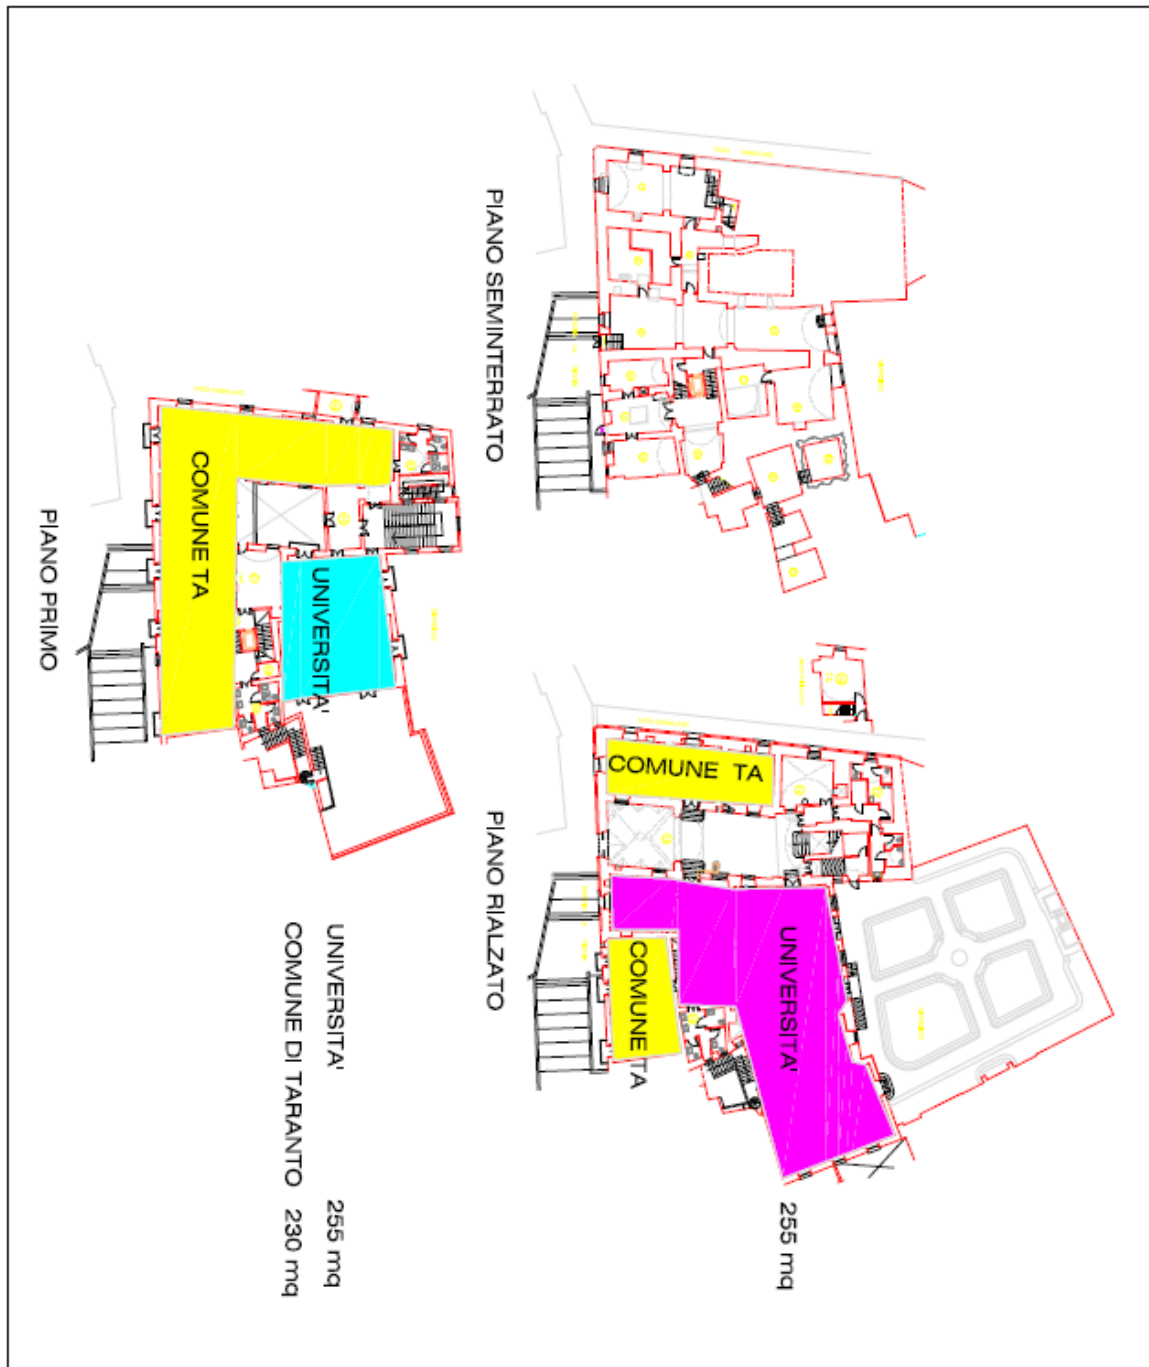 PIANO SEMINTERRATO
PIANO PRIMO
COMUNE TA
UNIVERSITA'
PIANO RIALZATO
COMUNE TA
COMUNE TA
UNIVERSITA'
255 mq
UNIVERSITA' 255 mq
COMUNE DI TARANTO 230 mq